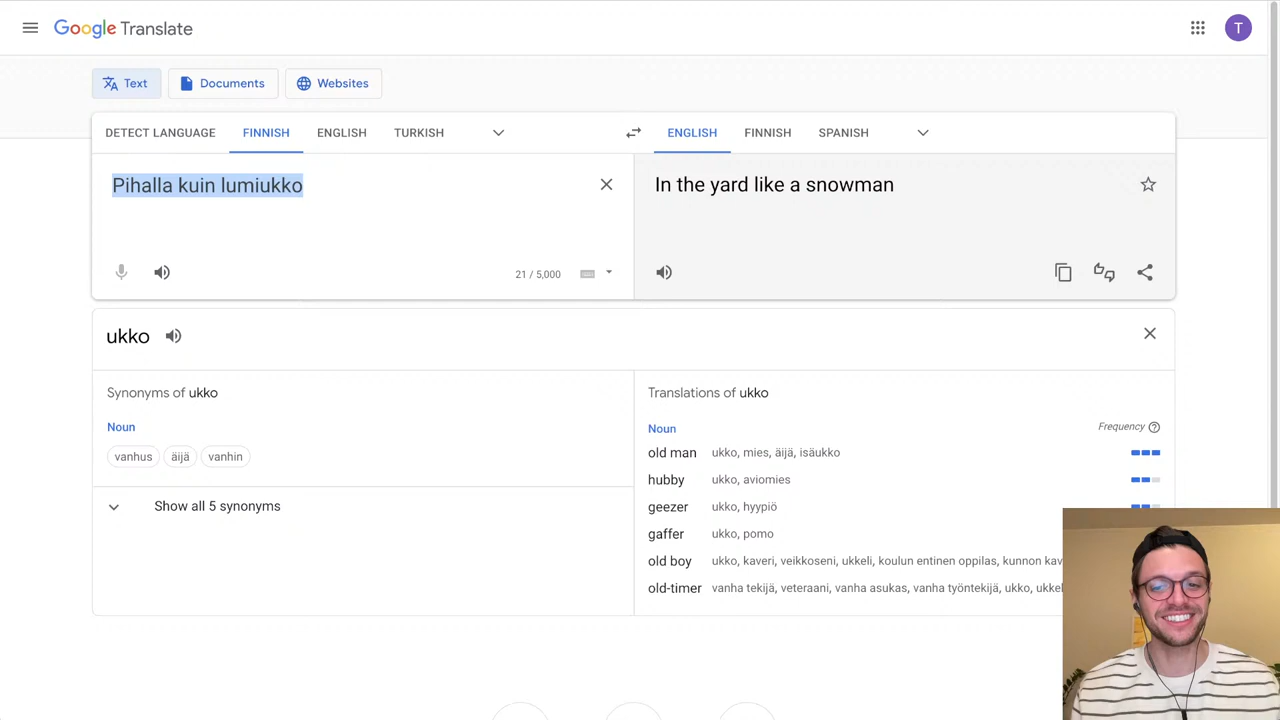 Google Translate
T
Text
Documents
Websites
DETECT LANGUAGE FINNISH ENGLISH TURKISH
ENGLISH FINNISH SPANISH
Pihalla kuin lumiukko
In the yard like a snowman
21 / 5,000
ukko
Synonyms of ukko
Noun
vanhus äijä vanhin
Show all 5 synonyms
Translations of ukko
Noun Frequency
old man ukko, mies, äijä, isäukko
hubby ukko, aviomies
geezer ukko, hyypiö
gaffer ukko, pomo
old boy ukko, kaveri, veikkoseni, ukkeli, koulun entinen oppilas, kunnon kav
old-timer vanha tekijä, veteraani, vanha asukas, vanha työntekijä, ukko, ukkel